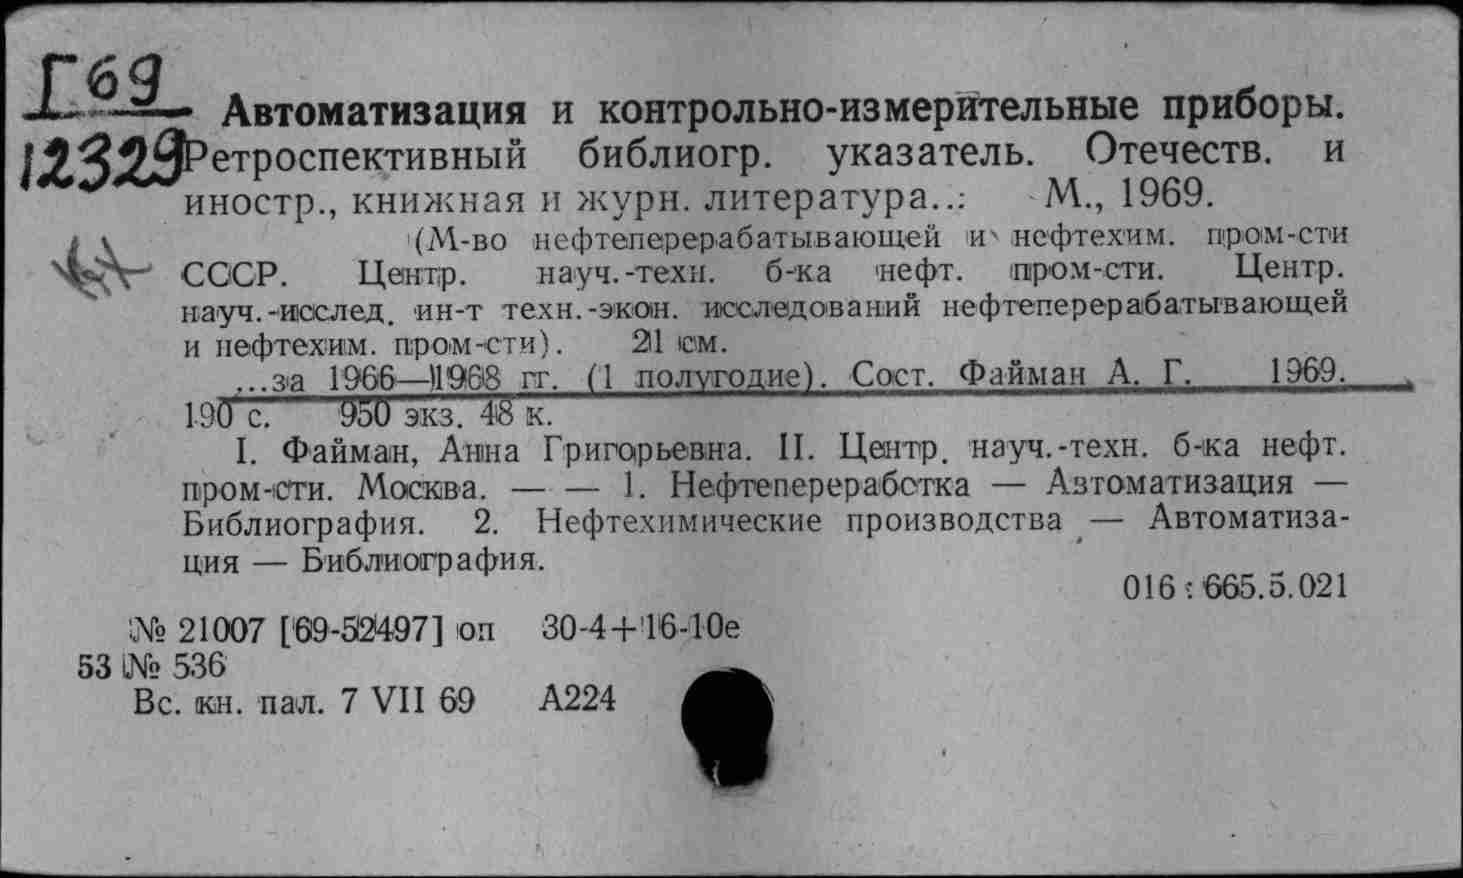 Г69
12329
Автоматизация и контрольно-измерительные приборы.
Ретроспективный библиогр. указатель. Отечеств. и
иностр., книжная и журн. литература..: М., 1969.
(М-во нефтеперерабатывающей и нефтехим. пром-сти
СССР. Центр. науч.-техн. б-ка нефт. пром-сти. Центр.
науч.-исслед. ин-т техн.-экон. исследований нефтеперерабатывающей
и нефтехим. пром-сти). 21 см.
...за 1966—1968 гг. (1 полугодие). Сост. Файман А. Г. 1969.
190 с. 950 экз. 48 к.
I. Файман, Анна Григорьевна. II. Центр. науч.-техн. б-ка нефт.
пром-сти. Москва. — — 1. Нефтепереработка — Автоматизация —
Библиография. 2. Нефтехимические производства — Автоматиза-
ция — Библиография.
016 : 665.5.021
№ 21007 [69-52497] оп 30-4+16-10е
53 № 536
Вс. кн. пал. 7 VII 69 А224